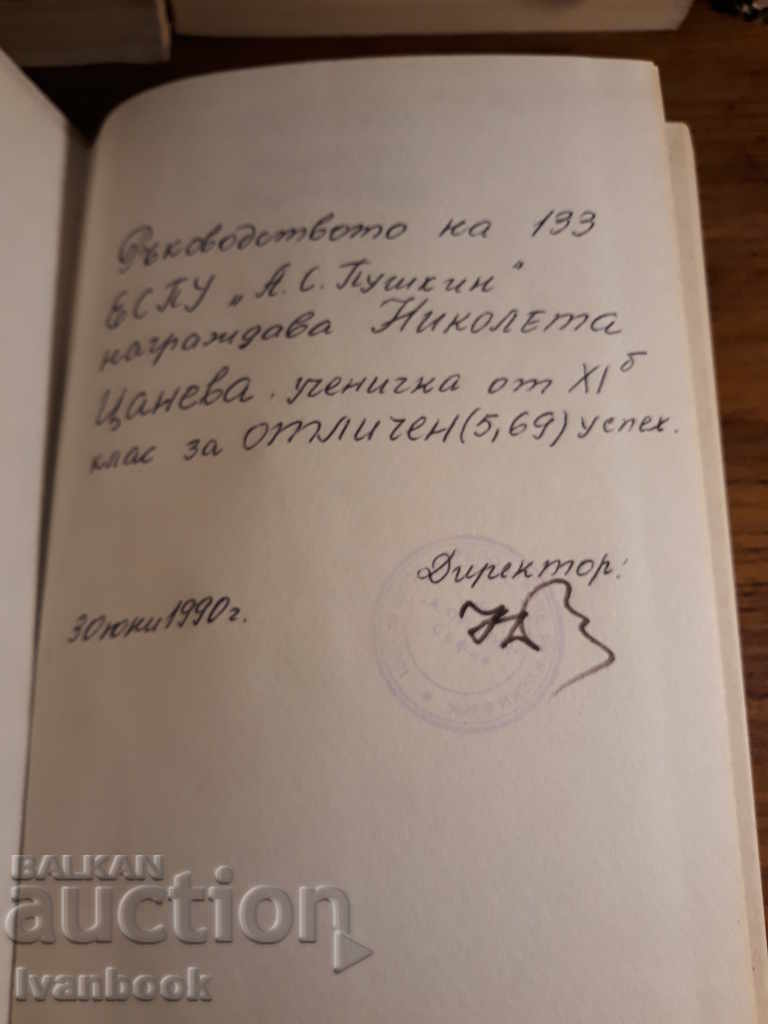 Ръководството на 133
ЕСПУ „А.С. Пушкин"
награждава Николета
Цанева. ученичка от XIб
клас за отличен (5,69) успех.
Директор:
30 юни 1990 г.
BALKAN
auction
Ivanbook